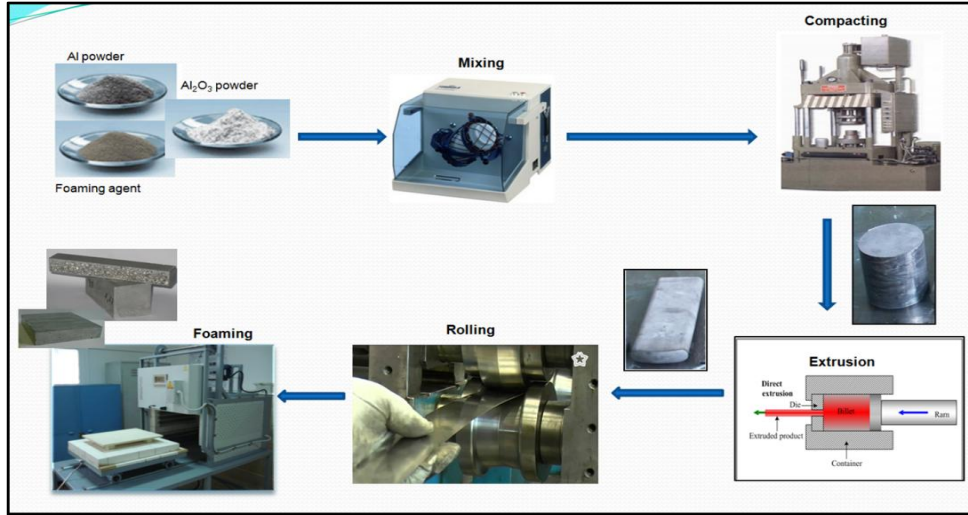 Compacting
Al powder
Mixing
Al₂O₃ powder
Foaming agent
Foaming
Rolling
Extrusion
Direct
extrusion
Die
Billet
Ram
Extruded product
Container